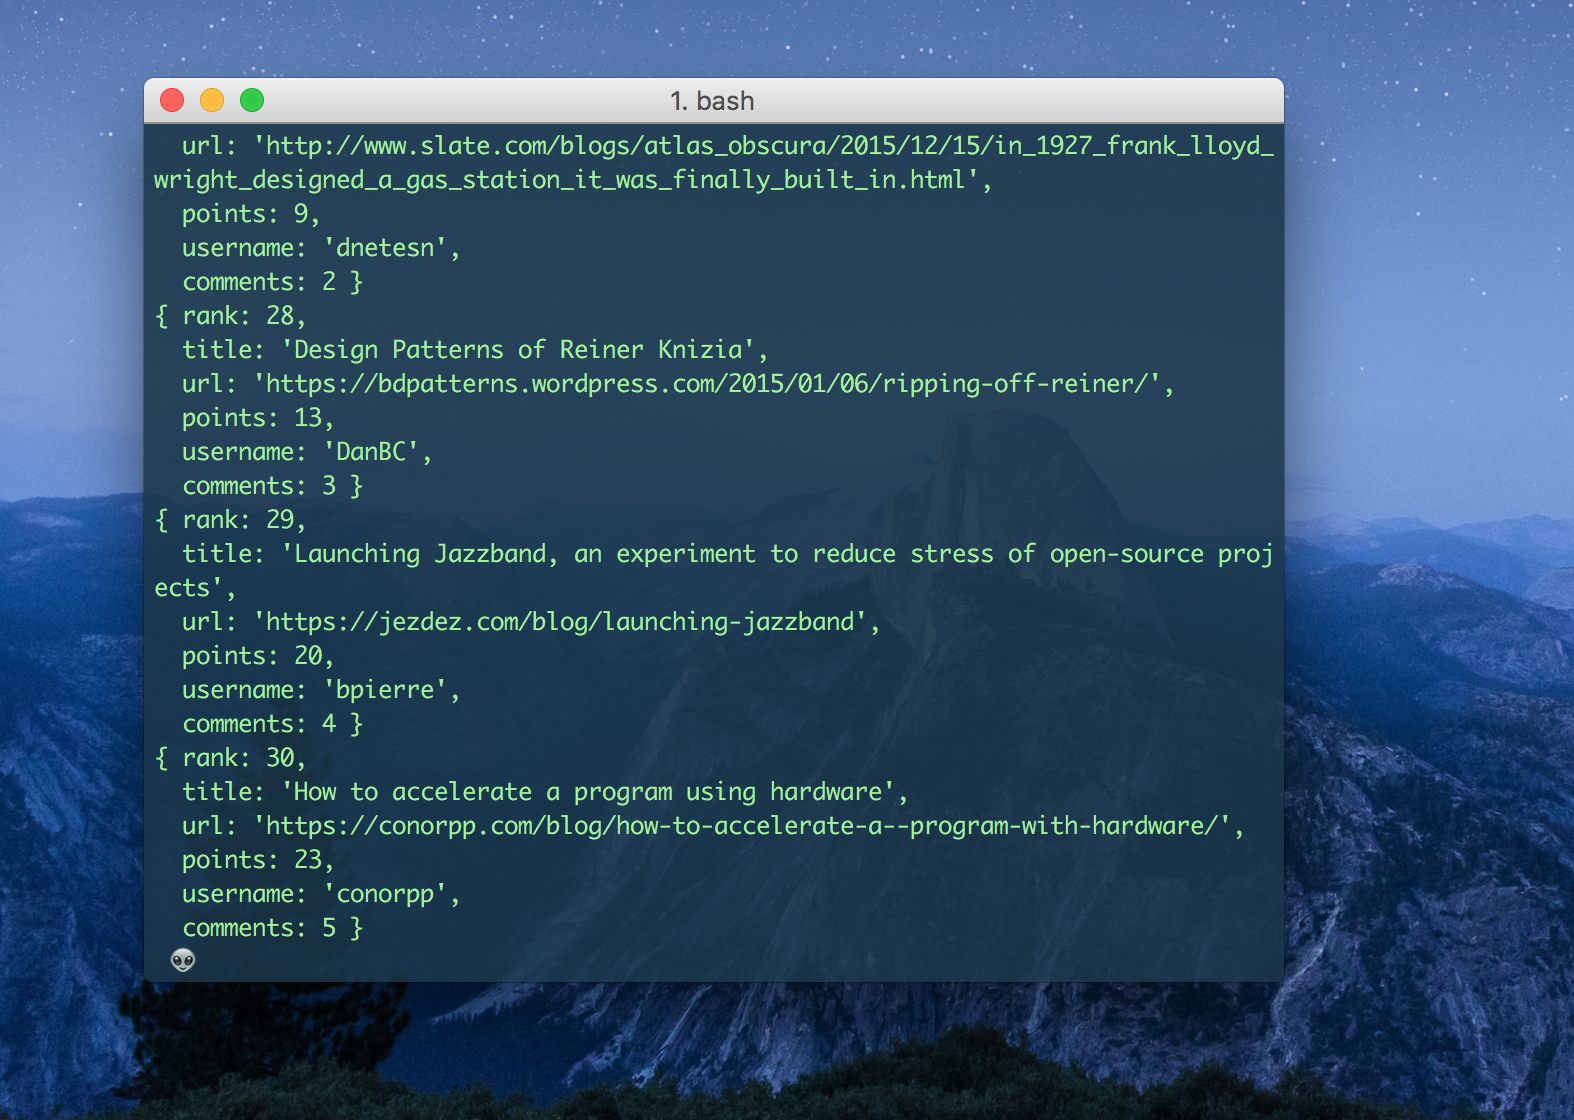 1. bash
url: 'http://www.slate.com/blogs/atlas_obscura/2015/12/15/in_1927_frank_lloyd_
wright_designed_a_gas_station_it_was_finally_built_in.html',
points: 9,
username: 'dnetesn',
comments: 2 }
{ rank: 28,
title: 'Design Patterns of Reiner Knizia',
url: 'https://bdpatterns.wordpress.com/2015/01/06/ripping-off-reiner/',
points: 13,
username: 'DanBC',
comments: 3 }
{ rank: 29,
title: 'Launching Jazzband, an experiment to reduce stress of open-source proj
ects',
url: 'https://jezdez.com/blog/launching-jazzband',
points: 20,
username: 'bpierre',
comments: 4 }
{ rank: 30,
title: 'How to accelerate a program using hardware',
url: 'https://conorpp.com/blog/how-to-accelerate-a--program-with-hardware/',
points: 23,
username: 'conorpp',
comments: 5 }
👽